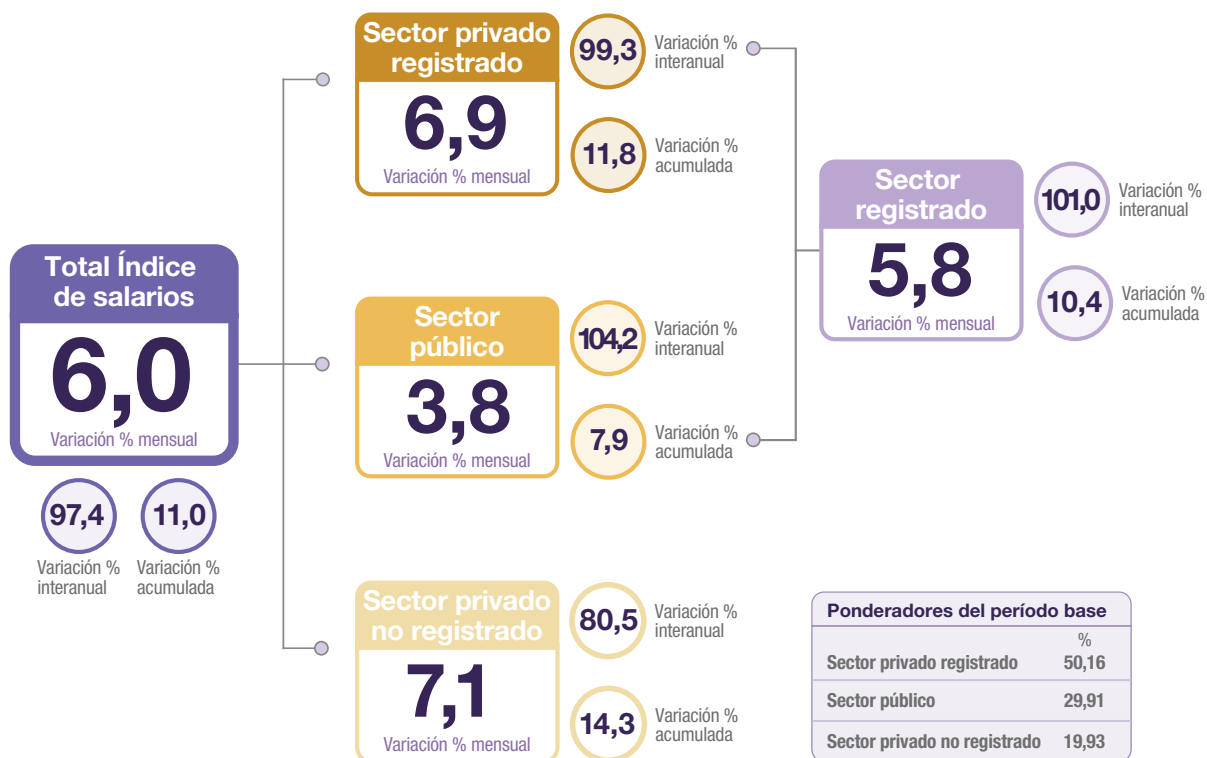 Total Índice
de salarios
6,0
Variación % mensual
97,4
Variación %
interanual
11,0
Variación %
acumulada
Sector privado
registrado
6,9
Variación % mensual
99,3
Variación %
interanual
11,8
Variación %
acumulada
Sector
público
3,8
Variación % mensual
104,2
Variación %
interanual
7,9
Variación %
acumulada
Sector privado
no registrado
7,1
Variación % mensual
80,5
Variación %
interanual
14,3
Variación %
acumulada
Sector
registrado
5,8
Variación % mensual
101,0
Variación %
interanual
10,4
Variación %
acumulada
Ponderadores del período base
%
Sector privado registrado 50,16
Sector público 29,91
Sector privado no registrado 19,93